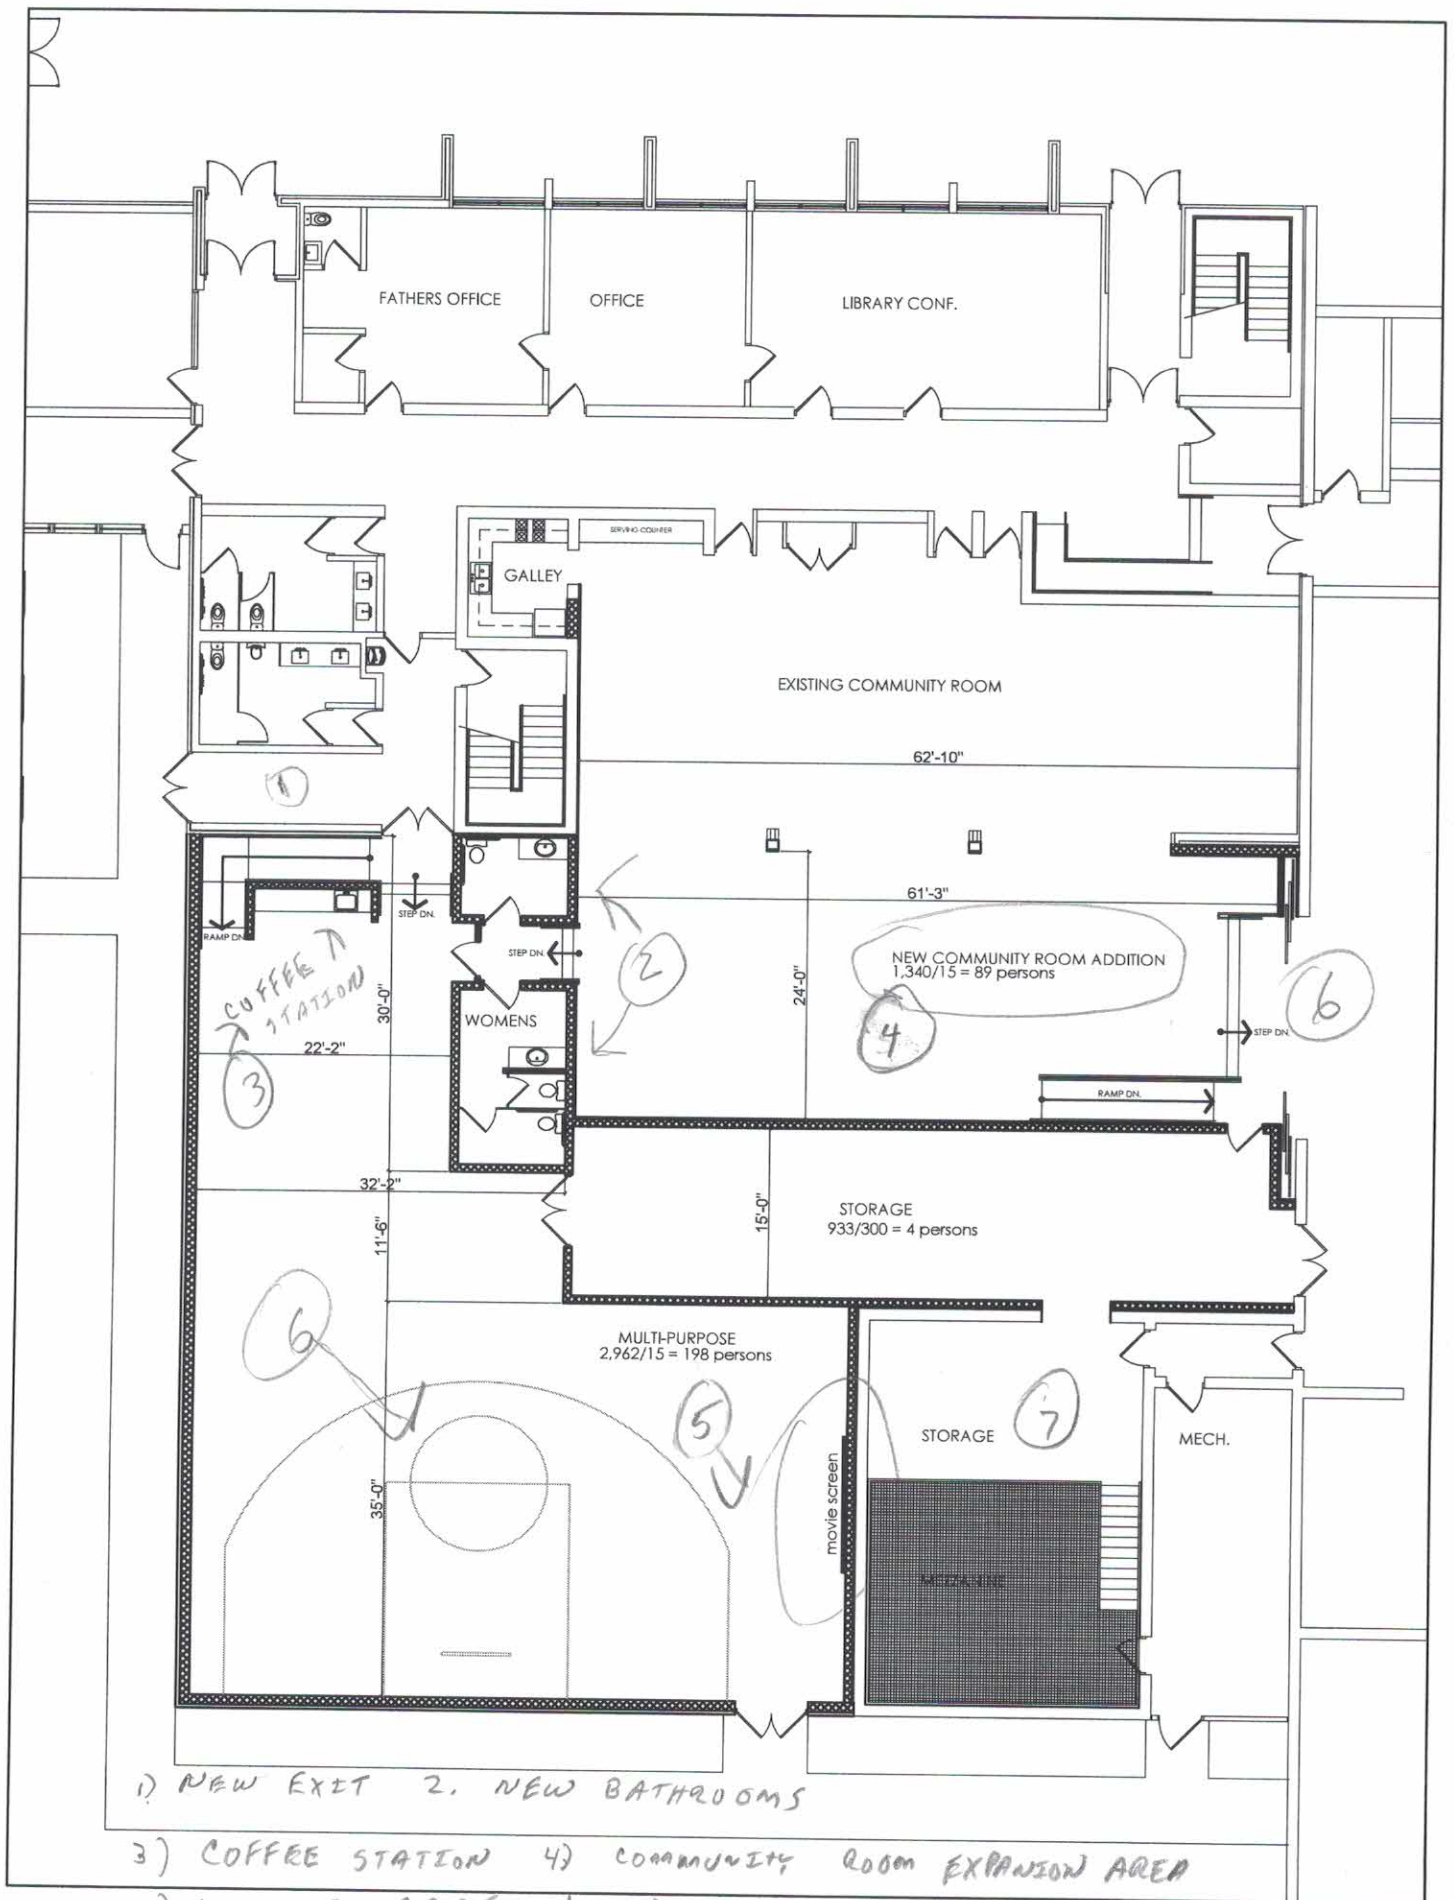 FATHERS OFFICE
OFFICE
LIBRARY CONF.
SERVING COUNTER
GALLEY
EXISTING COMMUNITY ROOM
62'-10"
1
61'-3"
STEP DN.
RAMP DN.
STEP DN.
2
NEW COMMUNITY ROOM ADDITION
1,340/15 = 89 persons
COFFEE
STATION
30'-0"
24'-0"
6
WOMENS
4
STEP DN.
22'-2"
3
RAMP DN.
32'-2"
11'-6"
15'-0"
STORAGE
933/300 = 4 persons
6
MULTI-PURPOSE
2,962/15 = 198 persons
5
7
STORAGE
MECH.
35'-0"
movie screen
MEZZANINE
1) NEW EXIT 2. NEW BATHROOMS
3) COFFEE STATION 4) COMMUNITY ROOM EXPANSION AREA